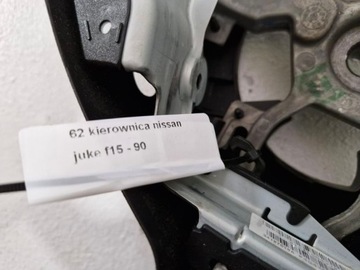 62 kierownica nissan
juke f15 - 90